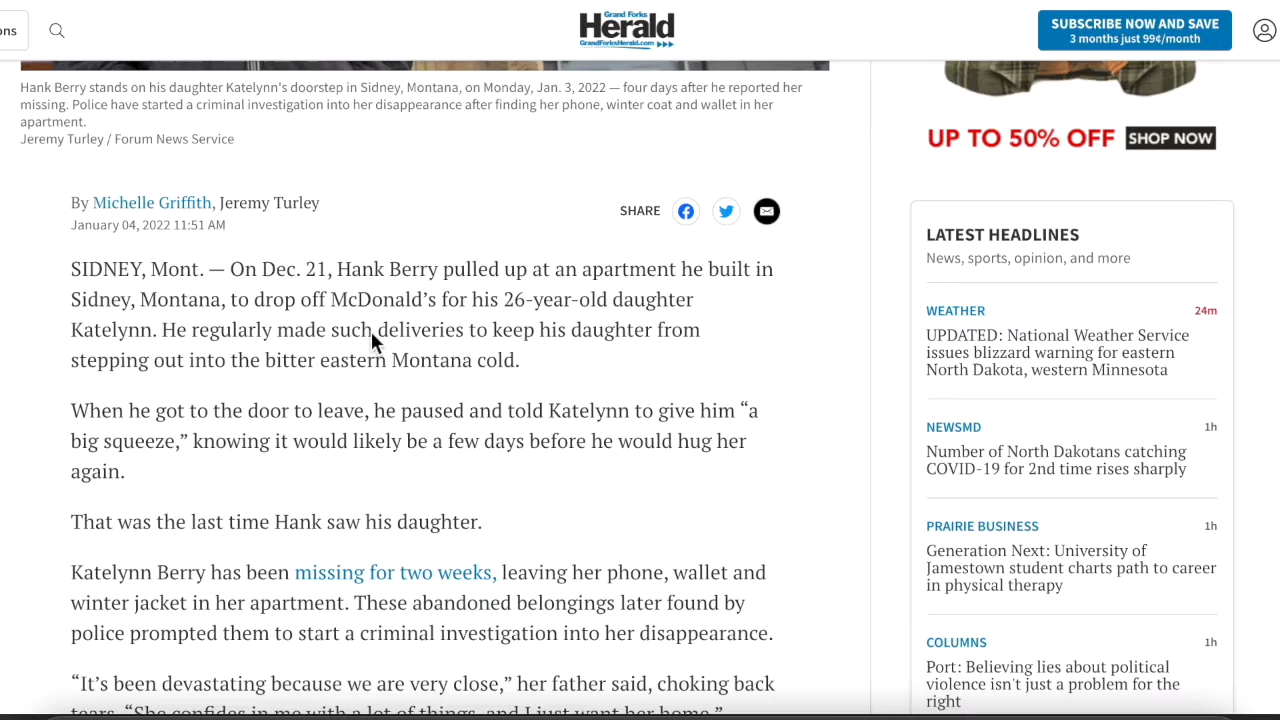 ons
Grand Forks
Herald
GrandForksHerald.com
SUBSCRIBE NOW AND SAVE
3 months just 99¢/month
Hank Berry stands on his daughter Katelynn's doorstep in Sidney, Montana, on Monday, Jan. 3, 2022 — four days after he reported her
missing. Police have started a criminal investigation into her disappearance after finding her phone, winter coat and wallet in her
apartment.
Jeremy Turley / Forum News Service
By Michelle Griffith, Jeremy Turley
January 04, 2022 11:51 AM
SHARE
SIDNEY, Mont. — On Dec. 21, Hank Berry pulled up at an apartment he built in
Sidney, Montana, to drop off McDonald’s for his 26-year-old daughter
Katelynn. He regularly made such deliveries to keep his daughter from
stepping out into the bitter eastern Montana cold.
When he got to the door to leave, he paused and told Katelynn to give him “a
big squeeze,” knowing it would likely be a few days before he would hug her
again.
That was the last time Hank saw his daughter.
Katelynn Berry has been missing for two weeks, leaving her phone, wallet and
winter jacket in her apartment. These abandoned belongings later found by
police prompted them to start a criminal investigation into her disappearance.
“It’s been devastating because we are very close,” her father said, choking back
tears. “She confides in me with a lot of things, and I just want her home.”
UP TO 50% OFF SHOP NOW
LATEST HEADLINES
News, sports, opinion, and more
WEATHER 24m
UPDATED: National Weather Service
issues blizzard warning for eastern
North Dakota, western Minnesota
NEWSMD 1h
Number of North Dakotans catching
COVID-19 for 2nd time rises sharply
PRAIRIE BUSINESS 1h
Generation Next: University of
Jamestown student charts path to career
in physical therapy
COLUMNS 1h
Port: Believing lies about political
violence isn't just a problem for the
right